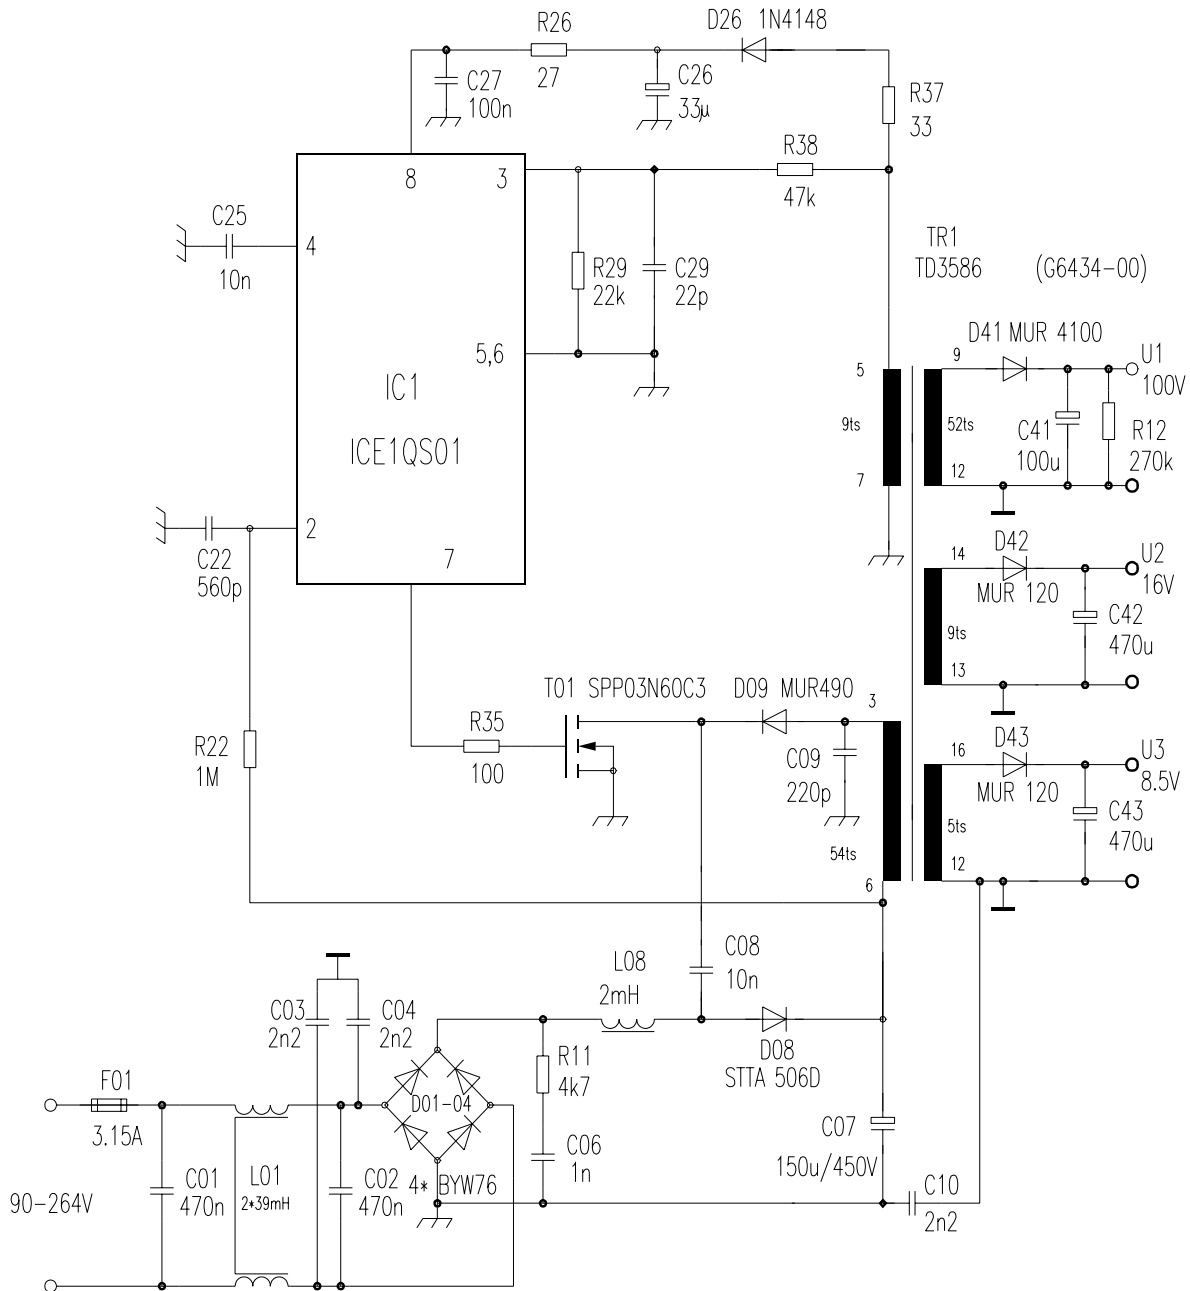 D26 1N4148
R26
27
C27
100n
C26
33µ
R37
33
R38
47k
8
3
C25
10n
4
R29
22k
C29
22p
TR1
TD3586 (G6434-00)
5,6
IC1
ICE1QS01
D41 MUR 4100
5
9
U1
100V
9ts
52ts
C41
100u
R12
270k
7
12
2
C22
560p
7
14
D42
MUR 120
U2
16V
9ts
C42
470u
13
T01 SPP03N60C3
D09 MUR490
3
R35
100
R22
1M
C09
220p
16
D43
MUR 120
U3
8.5V
54ts
5ts
C43
470u
6
12
L08
2mH
C08
10n
C03
2n2
C04
2n2
D08
STTA 506D
R11
4k7
F01
3.15A
D01-04
C06
1n
C07
150u/450V
90-264V
C01
470n
L01
2*39mH
C02
470n
4* BYW76
C10
2n2